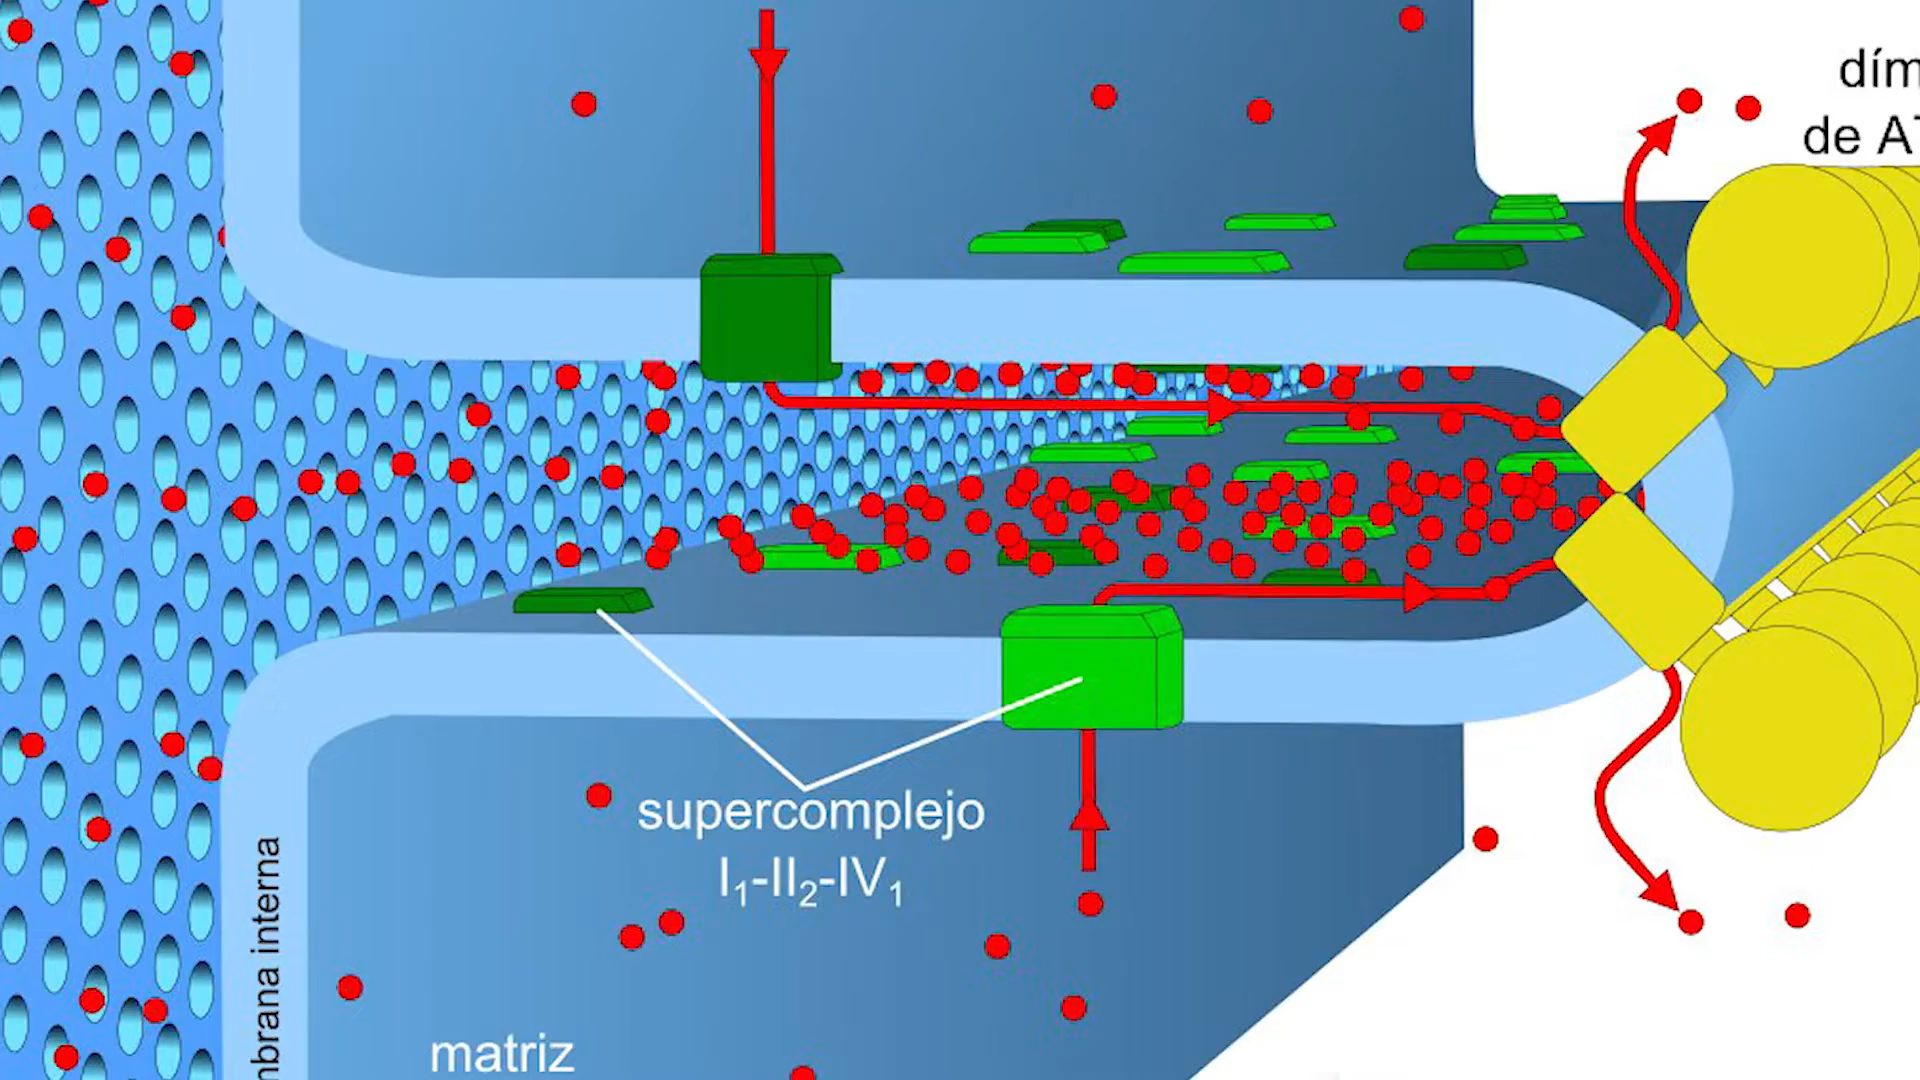 dím
de A
supercomplejo
I₁-II₂-IV₁
mbrana interna
matriz